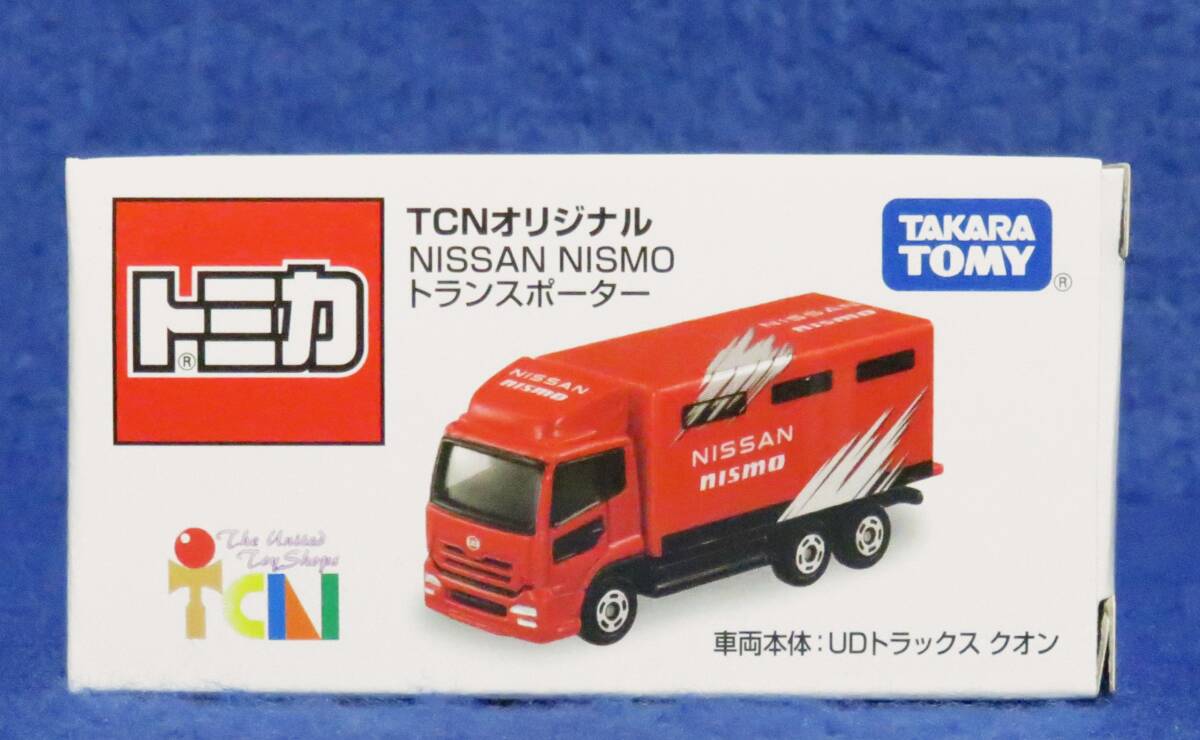 トミカ
®
TCNオリジナル
NISSAN NISMO
トランスポーター
TAKARA
TOMY
®
NISSAN
nismo
NISSAN
nismo
NISSAN
nismo
The United
Toy Shops
TCN
車両本体：UDトラックス クオン